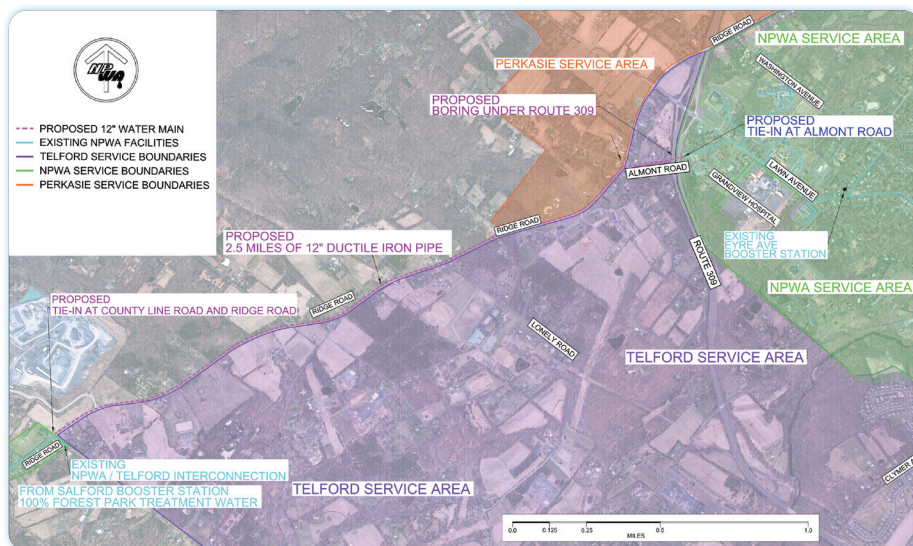 NP
WA
PROPOSED 12" WATER MAIN
EXISTING NPWA FACILITIES
TELFORD SERVICE BOUNDARIES
NPWA SERVICE BOUNDARIES
PERKASIE SERVICE BOUNDARIES
RIDGE ROAD
NPWA SERVICE AREA
PERKASIE SERVICE AREA
WASHINGTON AVENUE
PROPOSED
BORING UNDER ROUTE 309
PROPOSED
TIE-IN AT ALMONT ROAD
ALMONT ROAD
LAWN AVENUE
GRANDVIEW HOSPITAL
RIDGE ROAD
EXISTING
EYRE AVE
BOOSTER STATION
PROPOSED
2.5 MILES OF 12" DUCTILE IRON PIPE
ROUTE 309
NPWA SERVICE AREA
PROPOSED
TIE-IN AT COUNTY LINE ROAD AND RIDGE ROAD
RIDGE ROAD
LONELY ROAD
TELFORD SERVICE AREA
RIDGE ROAD
EXISTING
NPWA / TELFORD INTERCONNECTION
FROM SALFORD BOOSTER STATION
100% FOREST PARK TREATMENT WATER
TELFORD SERVICE AREA
CLYMER
0.0 0.125 0.25 0.5 1.0
MILES